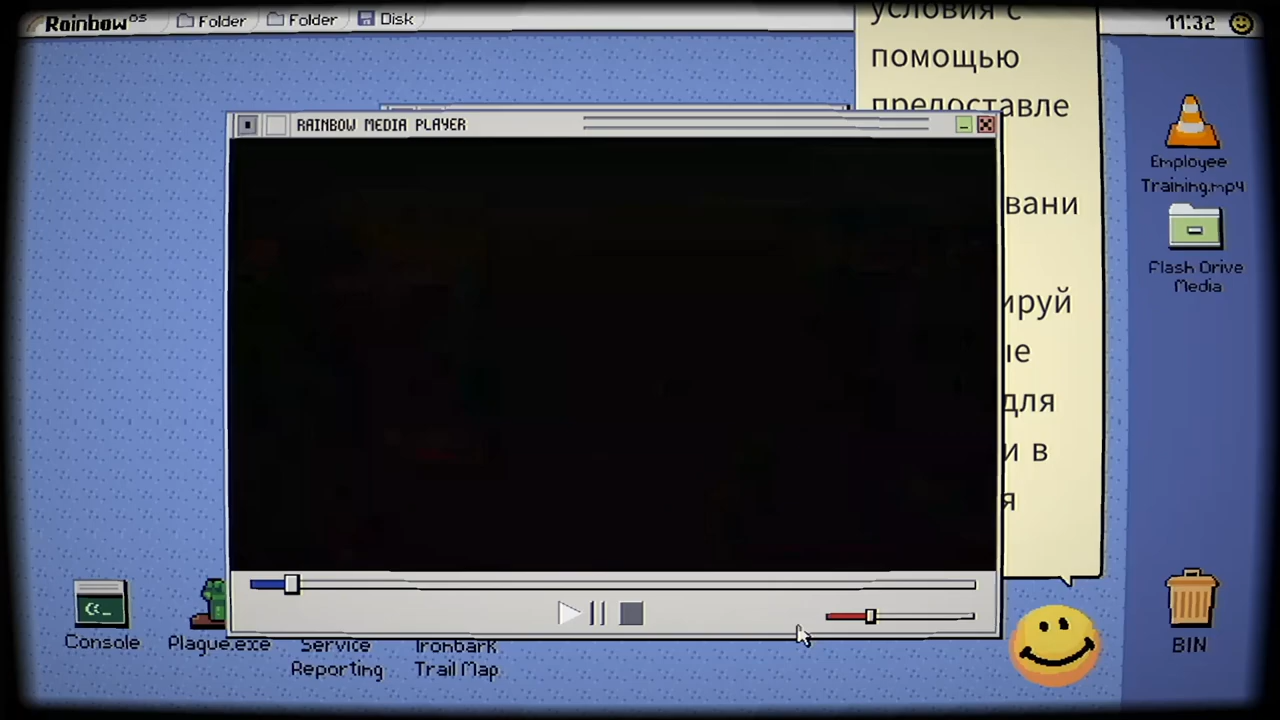 Rainbow OS
Folder
Folder
Disk
11:32
условия с
помощью
предоставле
вани
ируй
ые
для
и в
я
RAINBOW MEDIA PLAYER
Employee
Training.mp4
Flash Drive
Media
Console
Plague.exe
Service
Reporting
Ironbark
Trail Map
BIN